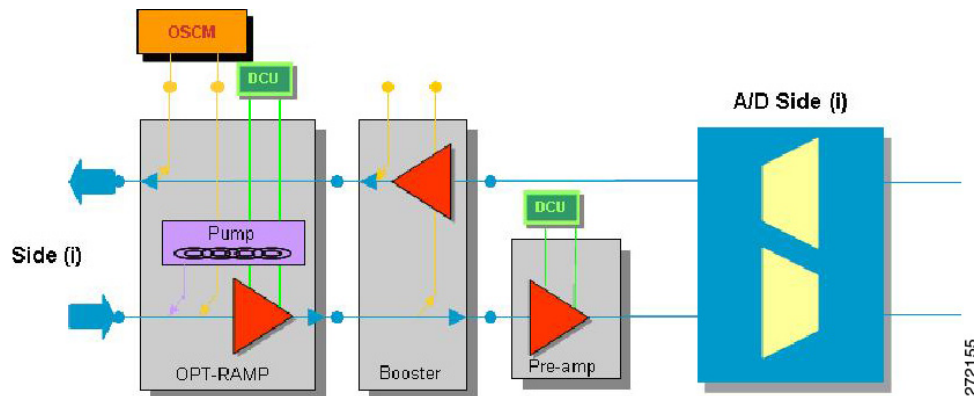 OSCM
DCU
A/D Side (i)
Pump
DCU
Side (i)
OPT-RAMP
Booster
Pre-amp
272155